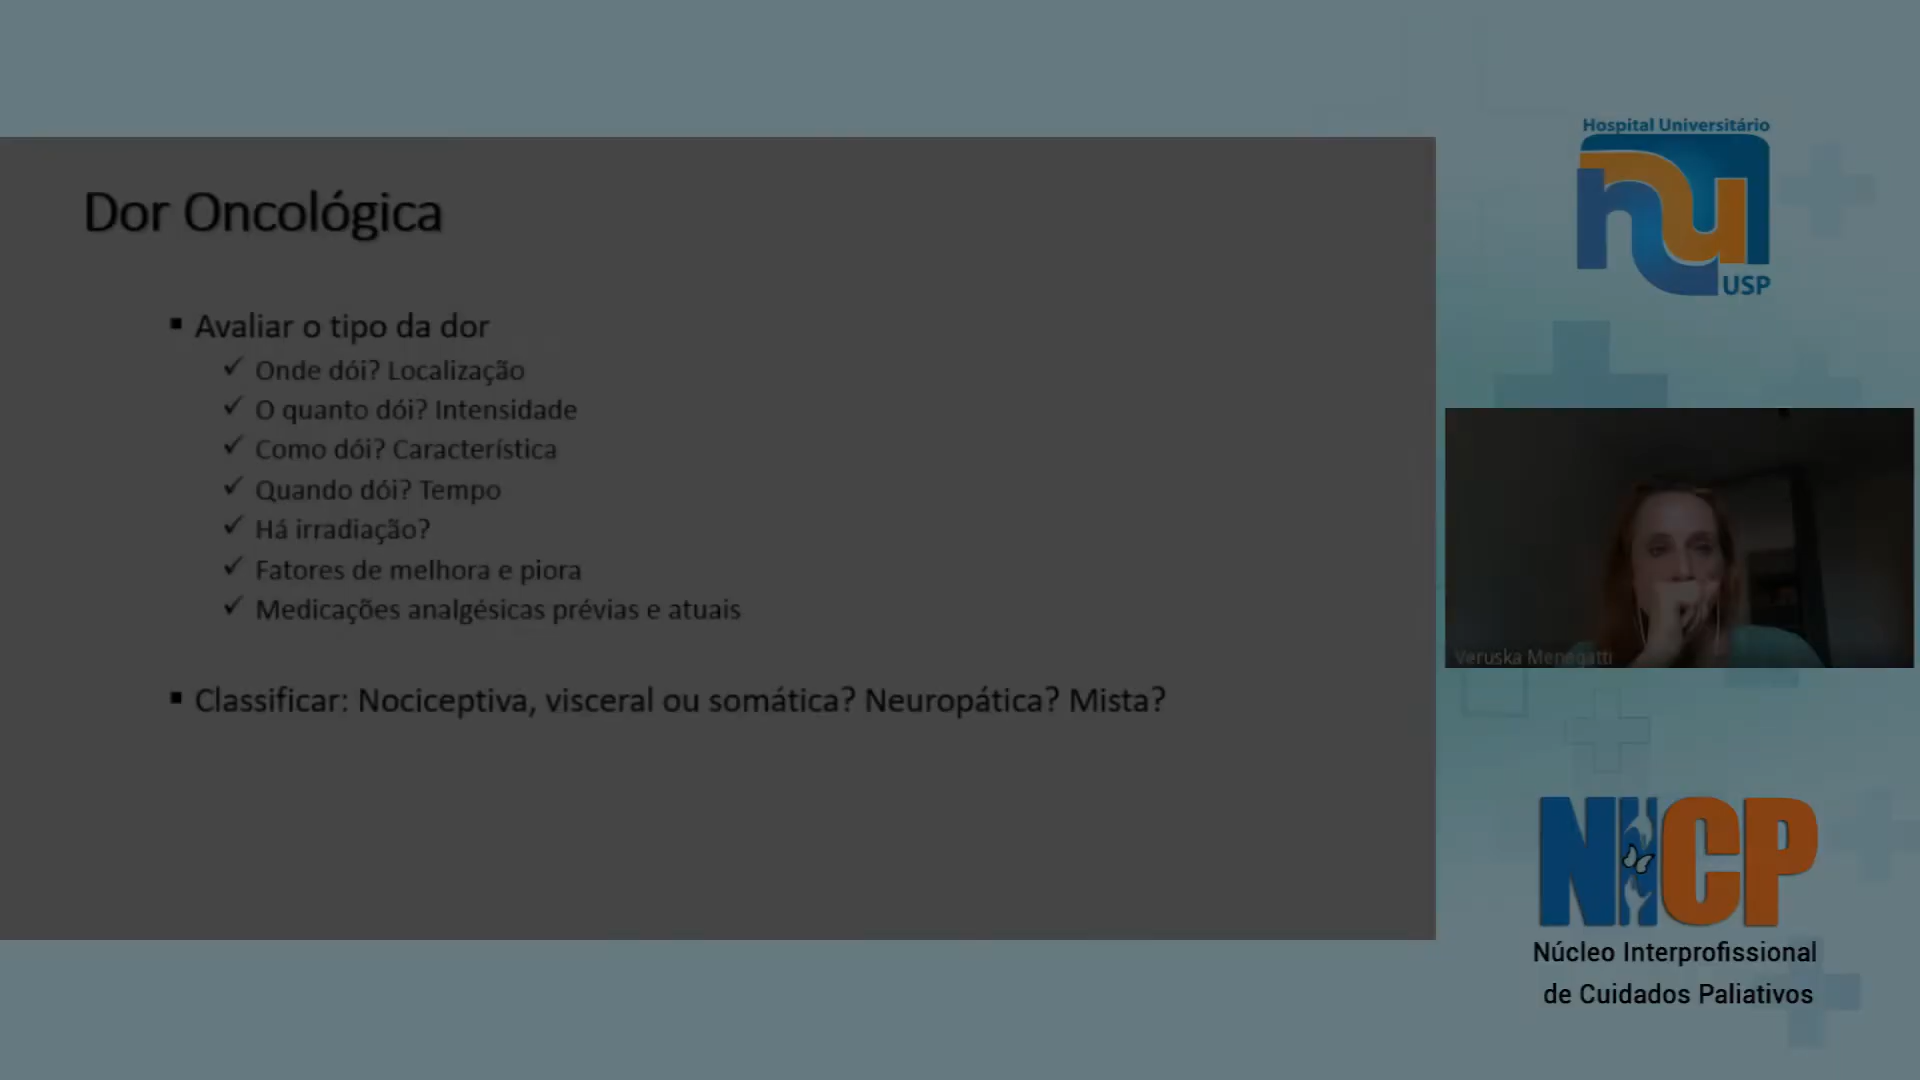 Dor Oncológica
Avaliar o tipo da dor
Onde dói? Localização
O quanto dói? Intensidade
Como dói? Característica
Quando dói? Tempo
Há irradiação?
Fatores de melhora e piora
Medicações analgésicas prévias e atuais
Classificar: Nociceptiva, visceral ou somática? Neuropática? Mista?
Hospital Universitário
hu
USP
Veruska Menegatti
NICP
Núcleo Interprofissional
de Cuidados Paliativos